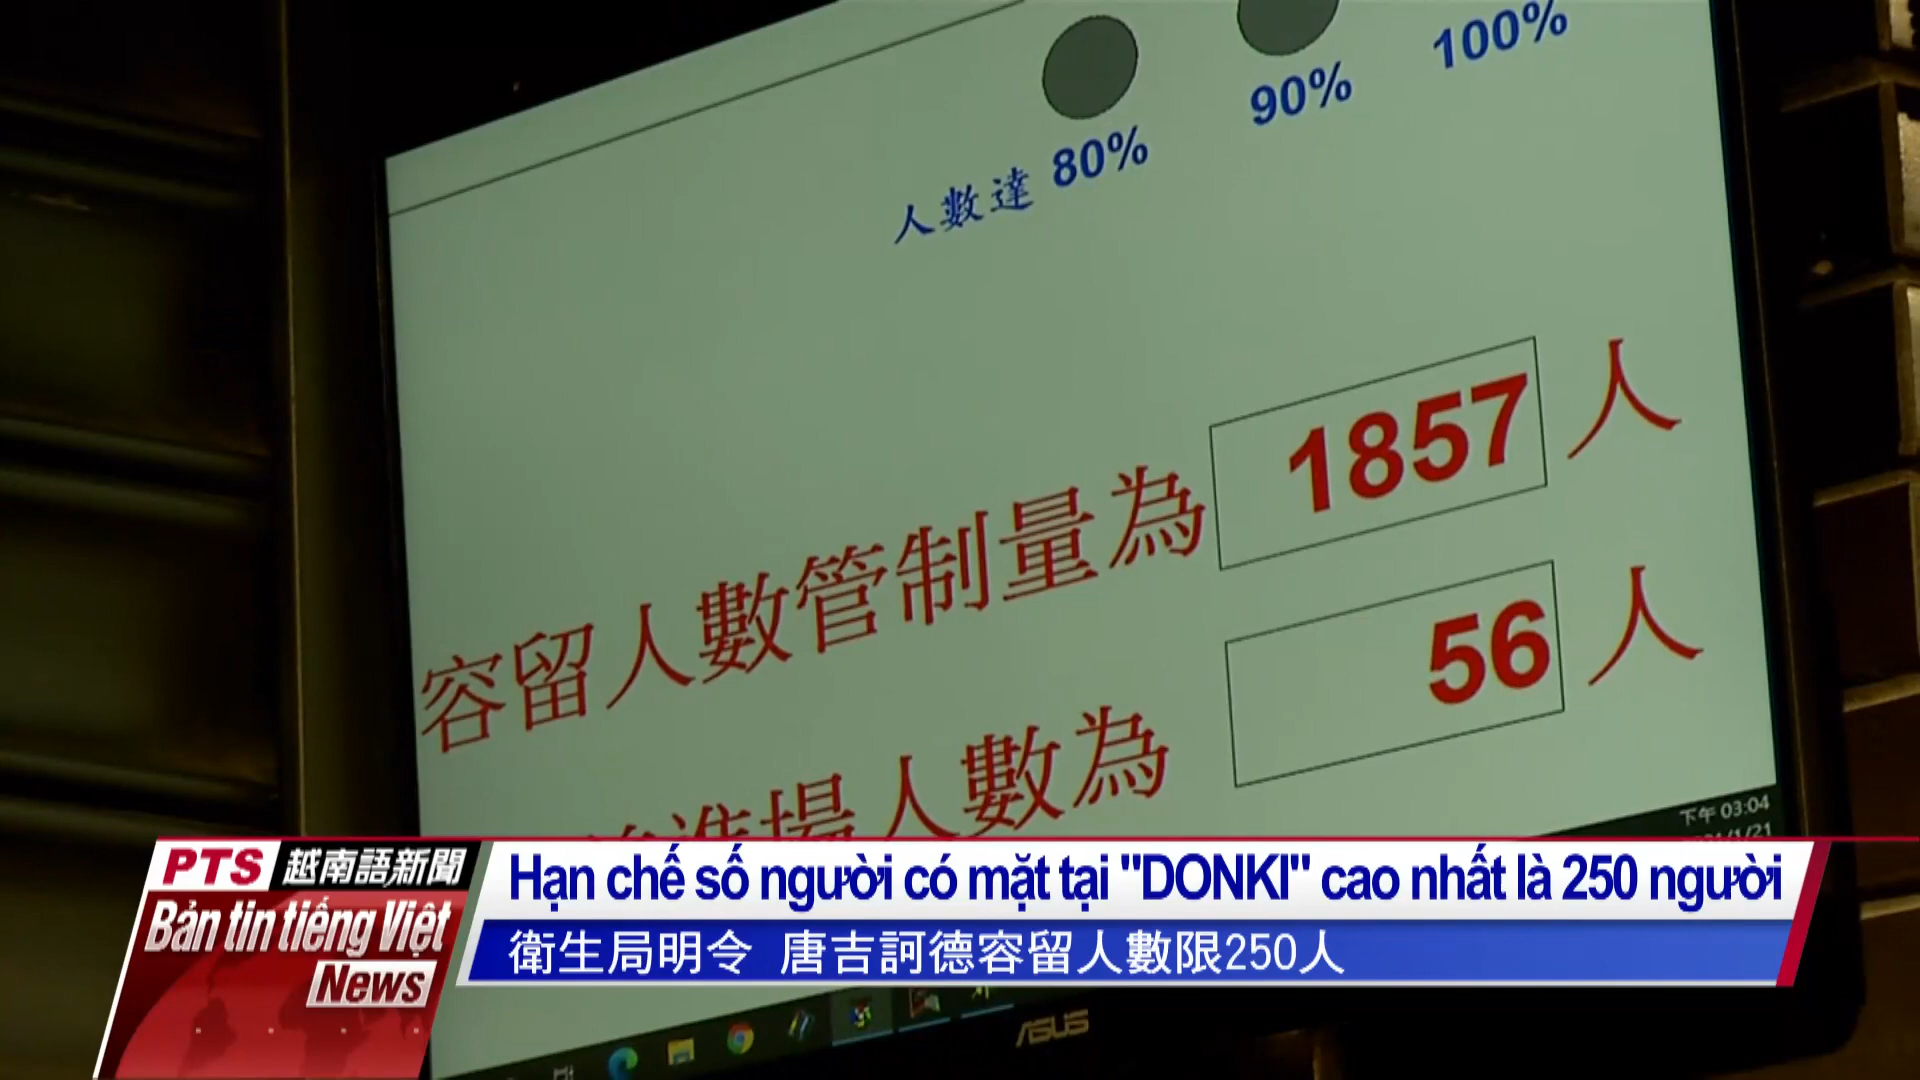 100%
90%
人數達 80%
容留人數管制量為 1857 人
進場人數為 56 人
下午 03:04
PTS 越南語新聞
Bản tin tiếng Việt
News
Hạn chế số người có mặt tại "DONKI" cao nhất là 250 người
衛生局明令 唐吉訶德容留人數限250人
ASUS